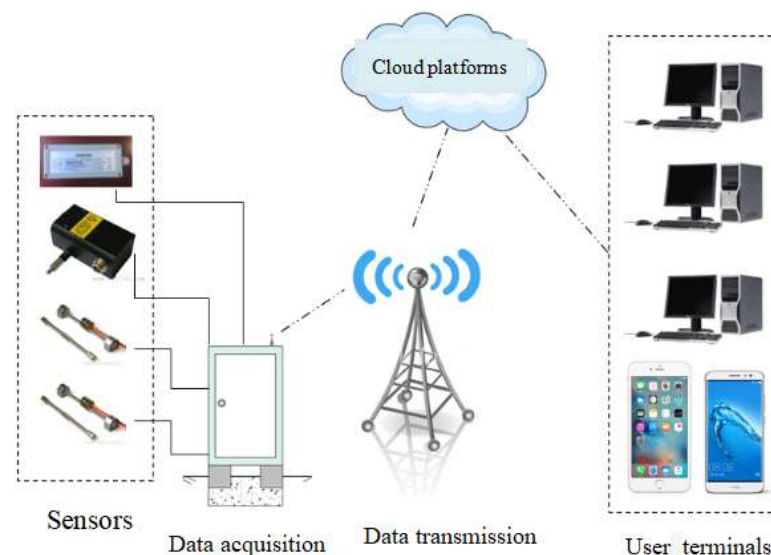 Cloud platforms
Sensors
Data acquisition
Data transmission
User terminals